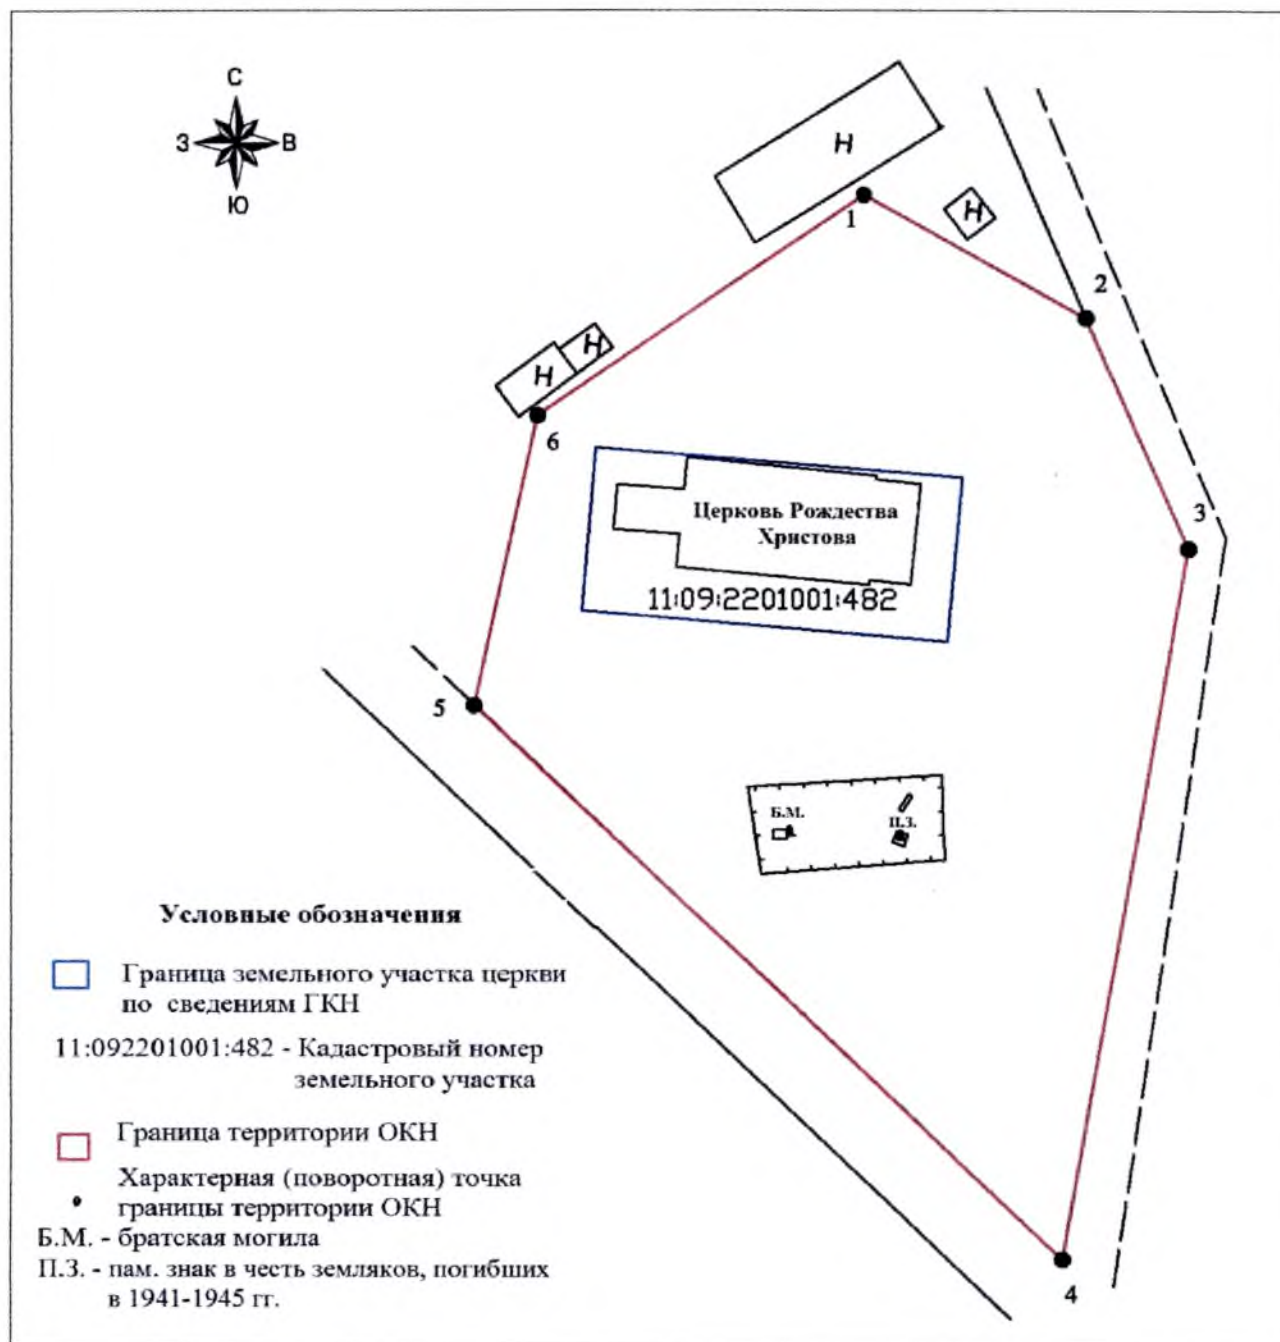 С
З В
Ю
Н
1
Н
2
Н
Н
6
3
Церковь Рождества
Христова
11:09:2201001:482
5
Б.М.
П.З.
Условные обозначения
Граница земельного участка церкви
по сведениям ГКН
11:092201001:482 - Кадастровый номер
земельного участка
Граница территории ОКН
Характерная (поворотная) точка
границы территории ОКН
Б.М. - братская могила
П.З. - пам. знак в честь земляков, погибших
в 1941-1945 гг.
4